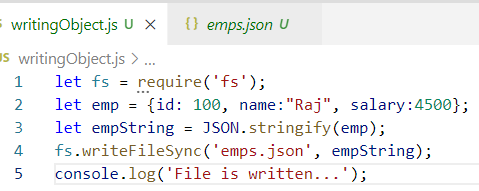 writingObject.js U
{} emps.json U
JS writingObject.js > ...
1 let fs = require('fs');
2 let emp = {id: 100, name:"Raj", salary:4500};
3 let empString = JSON.stringify(emp);
4 fs.writeFileSync('emps.json', empString);
5 console.log('File is written...');